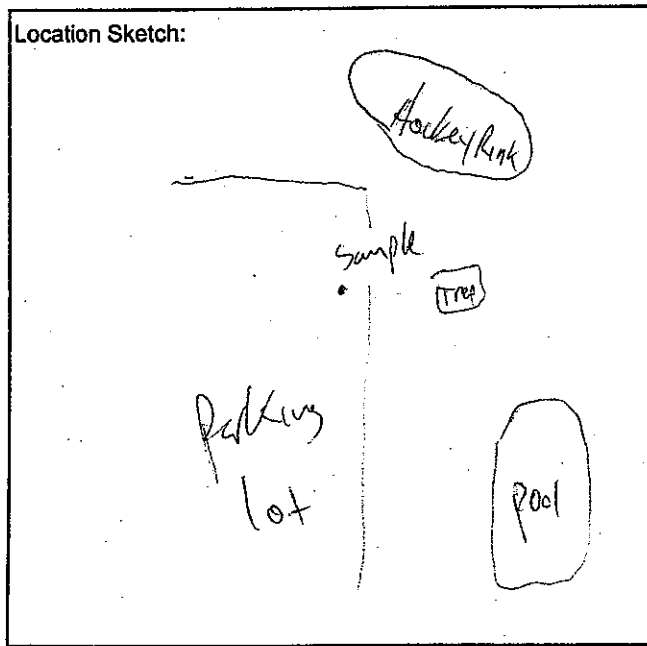 Location Sketch:
Hockey Rink
Sample
Tree
Parking
lot
Pool